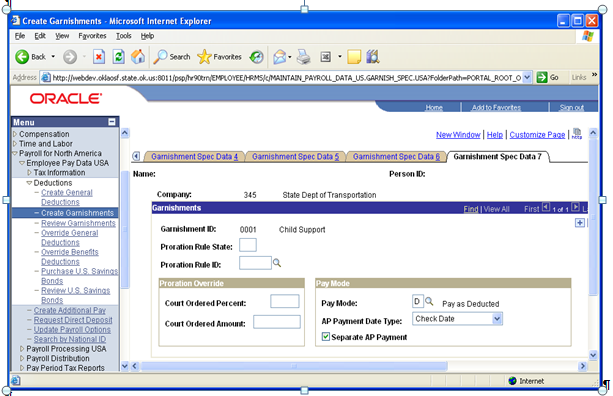 Create Garnishments - Microsoft Internet Explorer
File Edit View Favorites Tools Help
Back Search Favorites
Address http://webdev.oklaosf.state.ok.us:8011/psp/hr90trn/EMPLOYEE/HRMS/c/MAINTAIN_PAYROLL_DATA_US.GARNISH_SPEC.USA?FolderPath=PORTAL_ROOT_O Go Links »
ORACLE
Home Add to Favorites Sign out
Menu
Compensation
Time and Labor
Payroll for North America
Employee Pay Data USA
Tax Information
Deductions
– Create General
Deductions
– Create Garnishments
– Review Garnishments
– Override General
Deductions
– Override Benefits
Deductions
– Purchase U.S. Savings
Bonds
– Review U.S. Savings
Bonds
– Create Additional Pay
– Request Direct Deposit
– Update Payroll Options
– Search by National ID
Payroll Processing USA
Payroll Distribution
Pay Period Tax Reports
New Window | Help | Customize Page | http
Garnishment Spec Data 4 Garnishment Spec Data 5 Garnishment Spec Data 6 Garnishment Spec Data 7
Name: Person ID:
Company: 345 State Dept of Transportation
Garnishments Find | View All First 1 of 1
Garnishment ID: 0001 Child Support
Proration Rule State:
Proration Rule ID:
Proration Override
Court Ordered Percent:
Court Ordered Amount:
Pay Mode
Pay Mode: D Pay as Deducted
AP Payment Date Type: Check Date
Separate AP Payment
Internet
¶